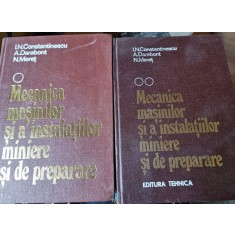 I.N.Constantinescu
A.Darabont
N.Mereț
Mecanica
mașinilor
și a instalațiilor
miniere
și de preparare
I.N.Constantinescu
A.Darabont
N.Mereț
Mecanica
mașinilor
și a instalațiilor
miniere
și de preparare
EDITURA TEHNICA